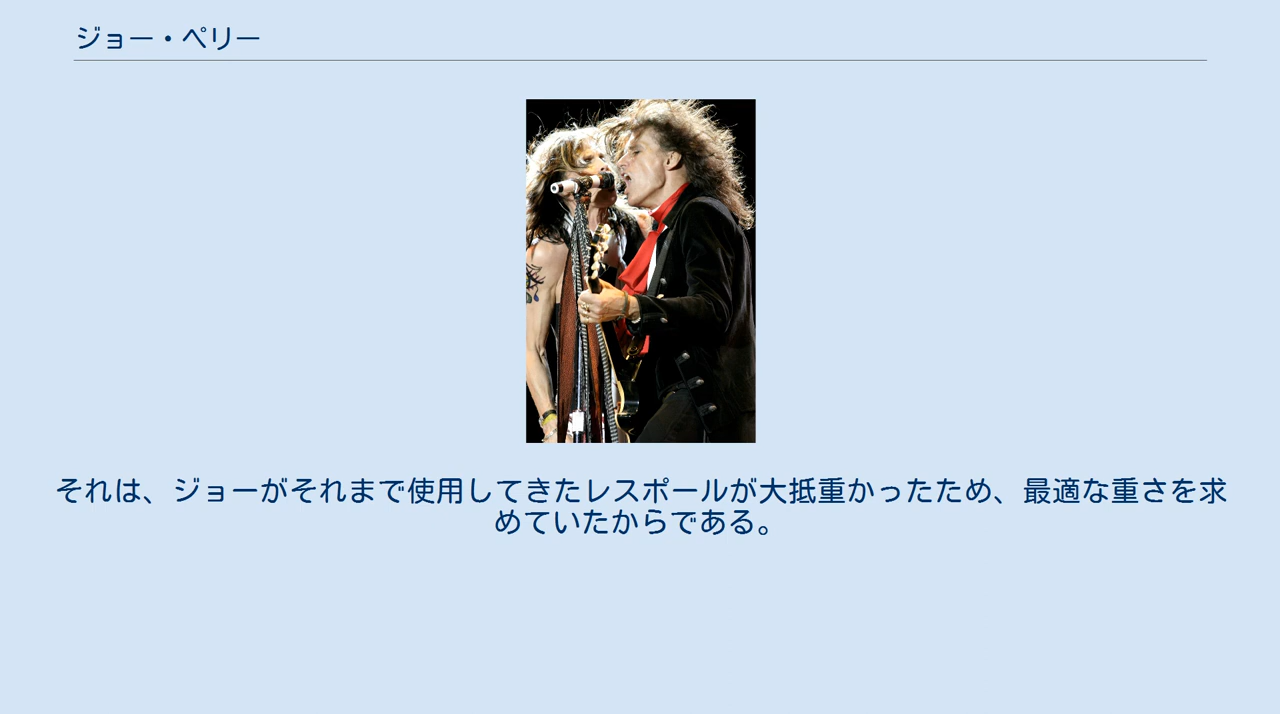 ジョー・ペリー
それは、ジョーがそれまで使用してきたレスポールが大抵重かったため、最適な重さを求
めていたからである。